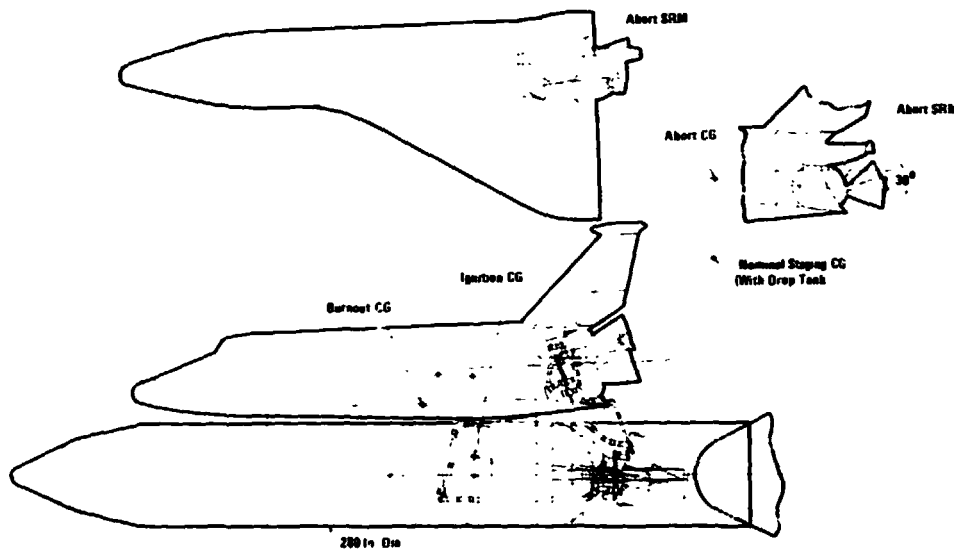 Abort SRM
Abort CG
Abort SRM
30°
Ignition CG
Nominal Staging CG
(With Drop Tank
Burnout CG
280 In Dia